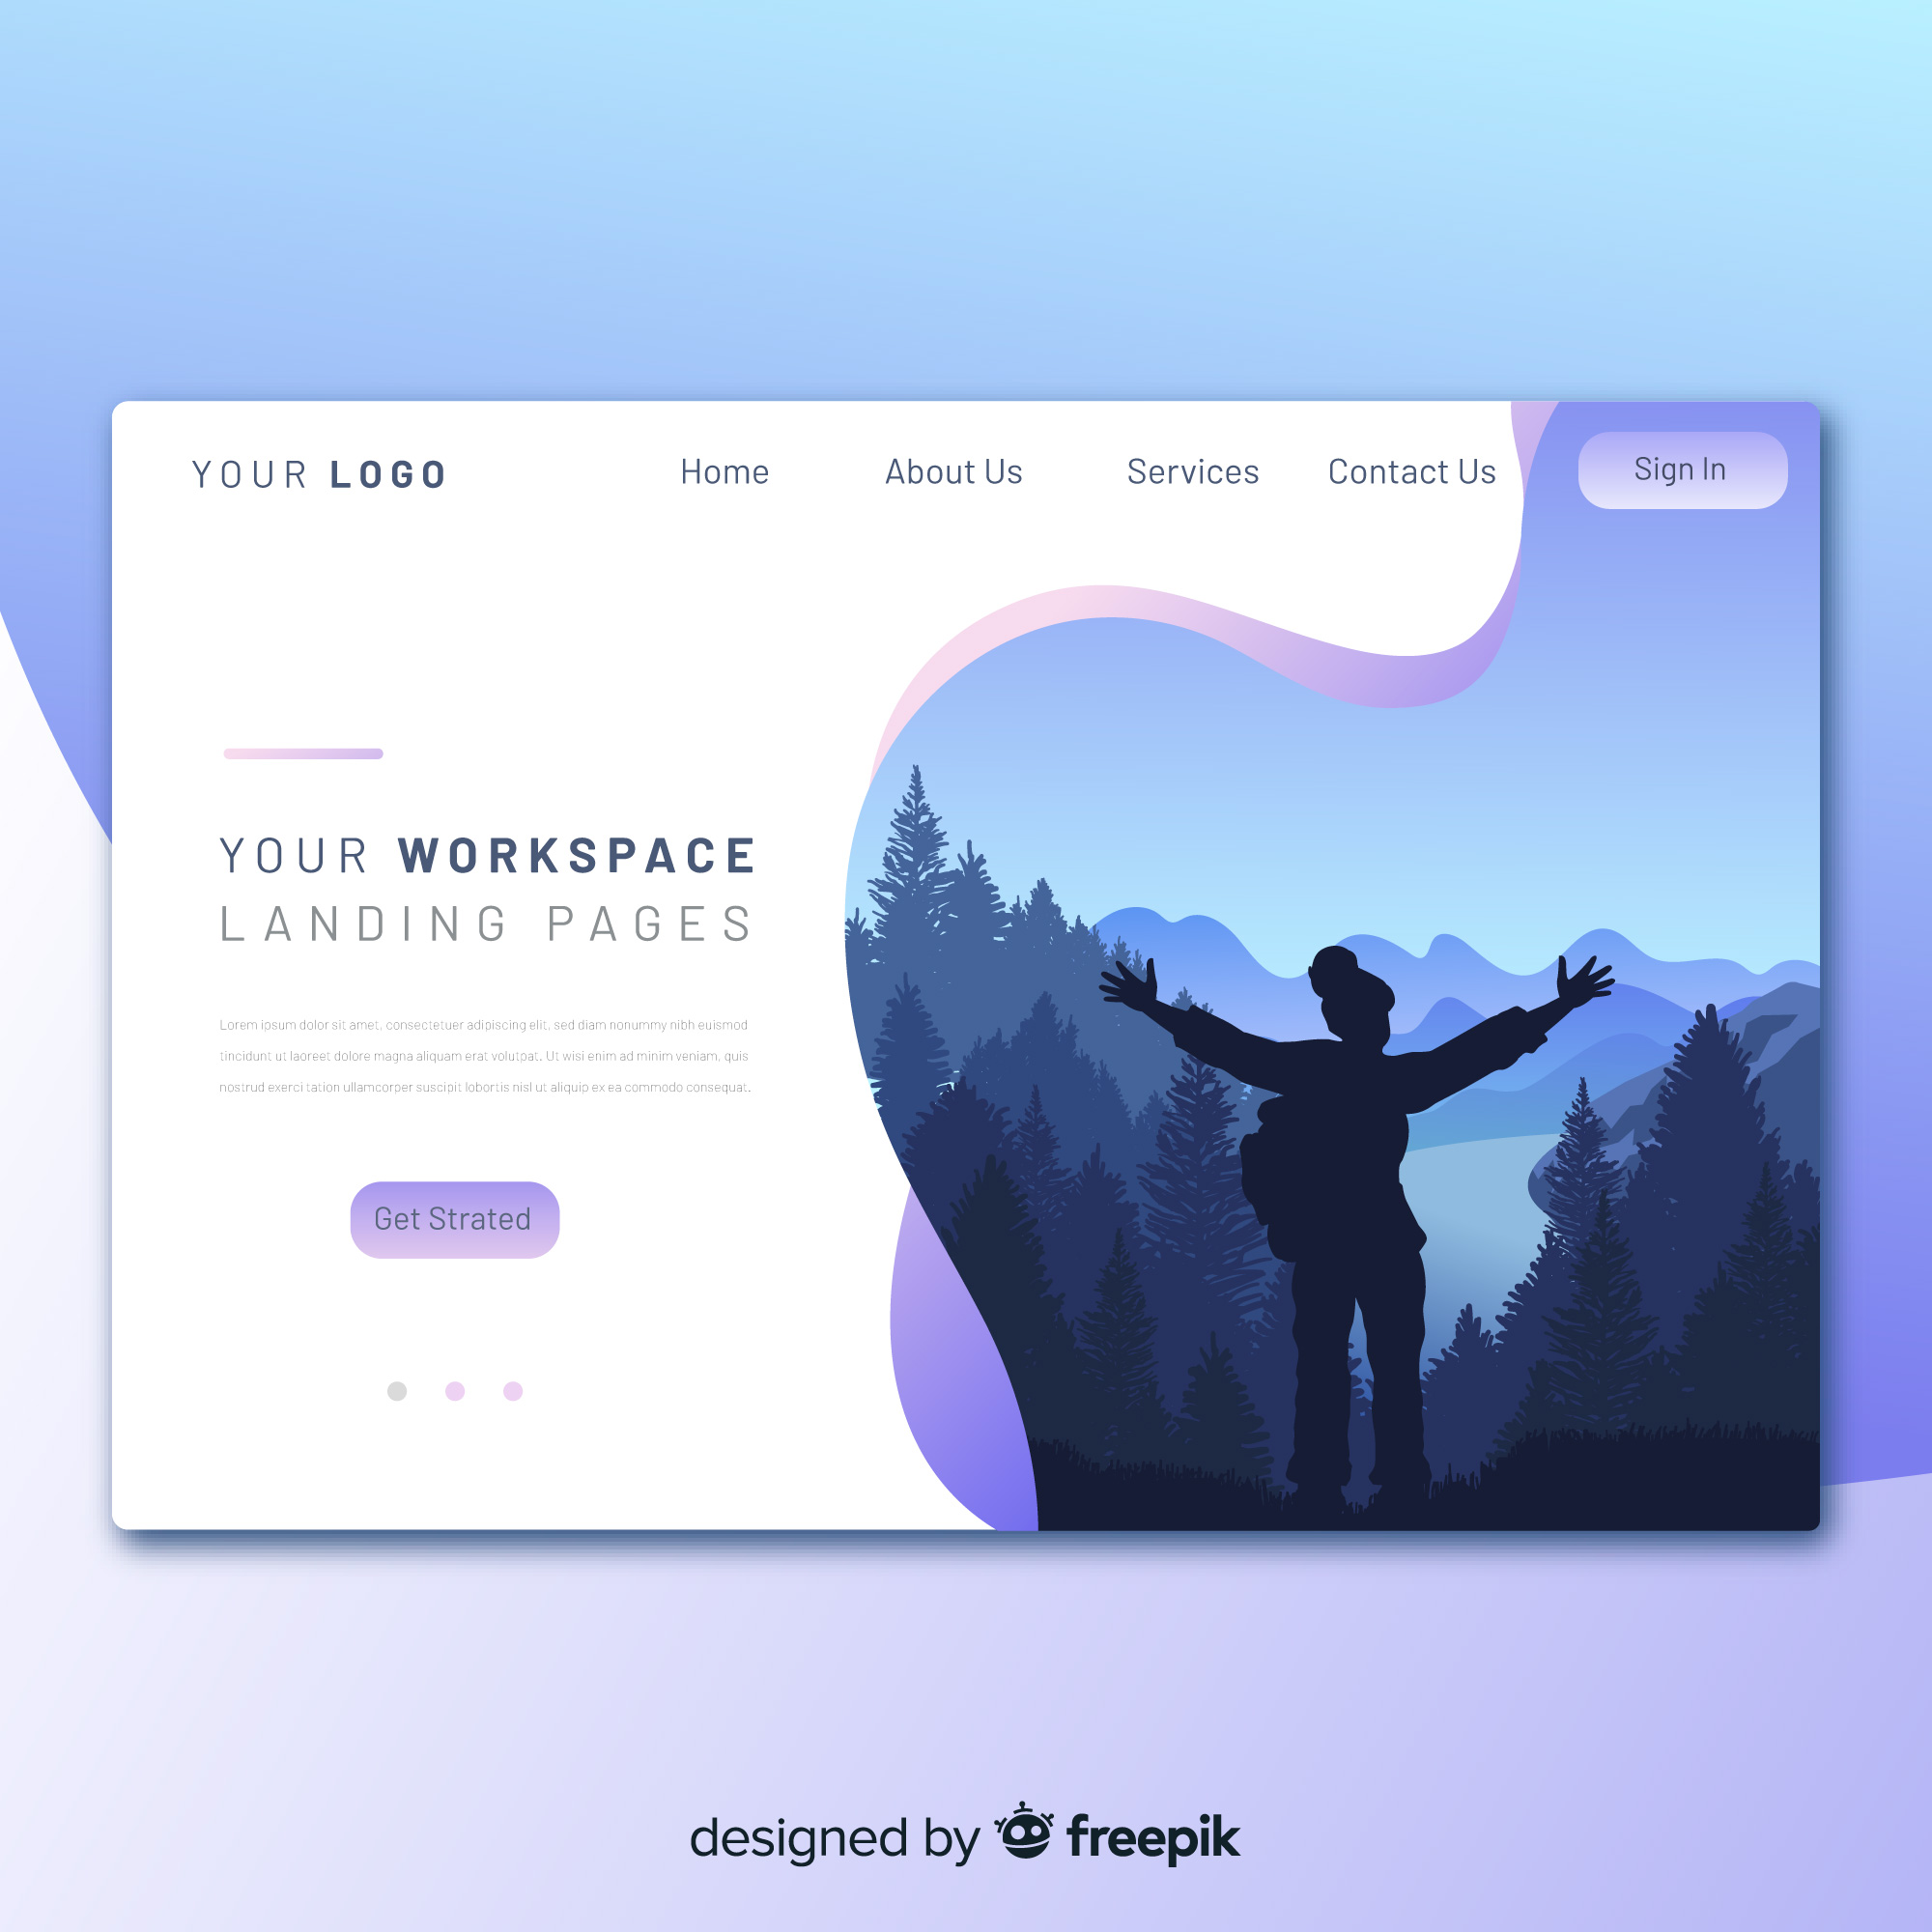 YOUR LOGO
Home
About Us
Services
Contact Us
Sign In
YOUR WORKSPACE
LANDING PAGES
Lorem ipsum dolor sit amet, consectetuer adipiscing elit, sed diam nonummy nibh euismod
tincidunt ut laoreet dolore magna aliquam erat volutpat. Ut wisi enim ad minim veniam, quis
nostrud exerci tation ullamcorper suscipit lobortis nisl ut aliquip ex ea commodo consequat.
Get Strated
designed by freepik